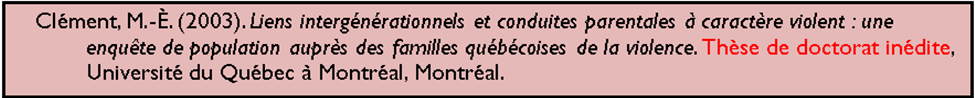 Clément, M.-È. (2003). Liens intergénérationnels et conduites parentales à caractère violent : une
enquête de population auprès des familles québécoises de la violence. Thèse de doctorat inédite,
Université du Québec à Montréal, Montréal.